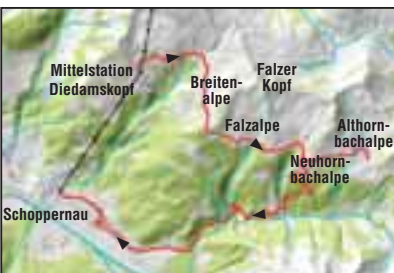 Mittelstation
Diedamskopf
Breiten-
alpe
Falzer
Kopf
Falzalpe
Althorn-
bachalpe
Neuhorn-
bachalpe
Schoppernau